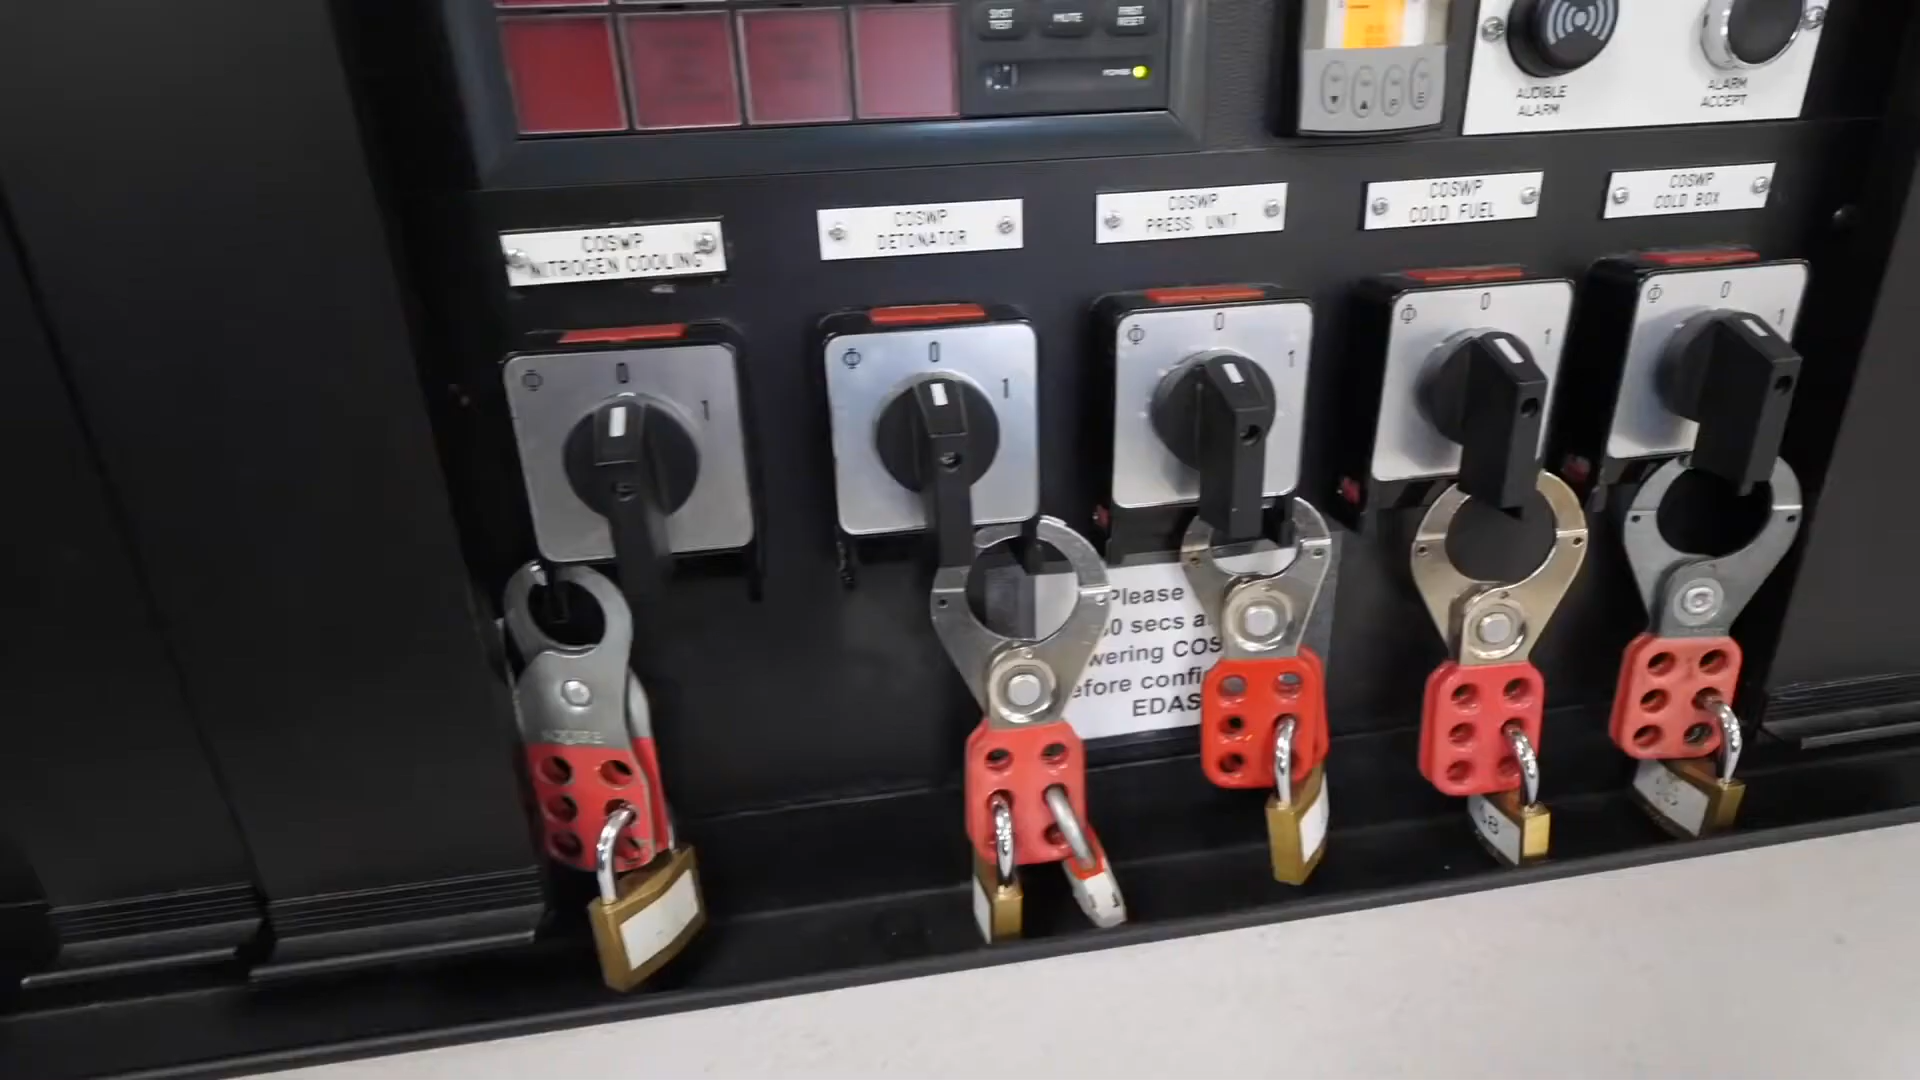 SYST
TEST
MUTE
FIRST
RESET
AUDIBLE
ALARM
ALARM
ACCEPT
COSWP
NITROGEN COOLING
COSWP
DETONATOR
COSWP
PRESS. UNIT
COSWP
COLD FUEL
COSWP
COLD BOX
0
1
0
1
0
1
0
1
0
1
Please
0 secs a
wering COS
efore confi
EDAS